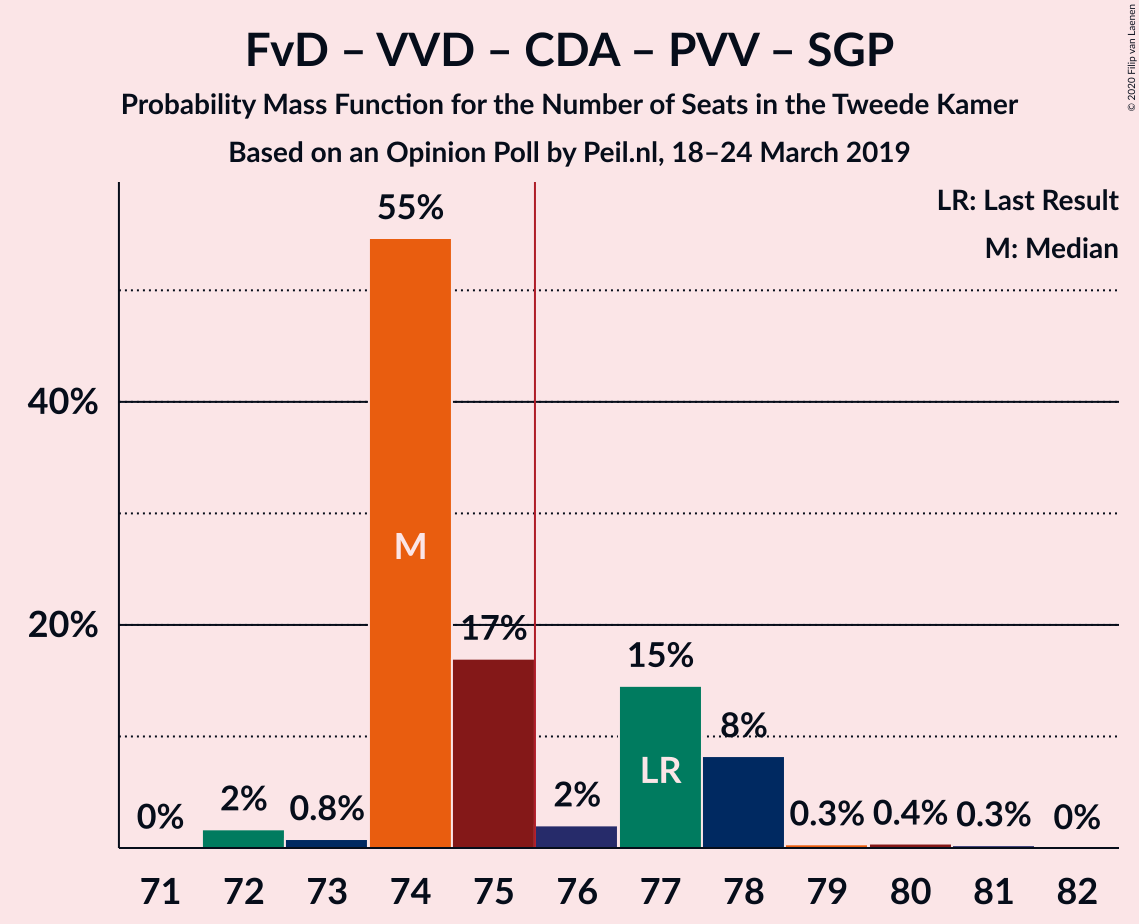 FvD – VVD – CDA – PVV – SGP
Probability Mass Function for the Number of Seats in the Tweede Kamer
Based on an Opinion Poll by Peil.nl, 18–24 March 2019
© 2020 Filip van Laenen
LR: Last Result
M: Median
40%
20%
0%
2%
0.8%
55%
17%
2%
15%
8%
0.3%
0.4%
0.3%
0%
M
LR
71 72 73 74 75 76 77 78 79 80 81 82